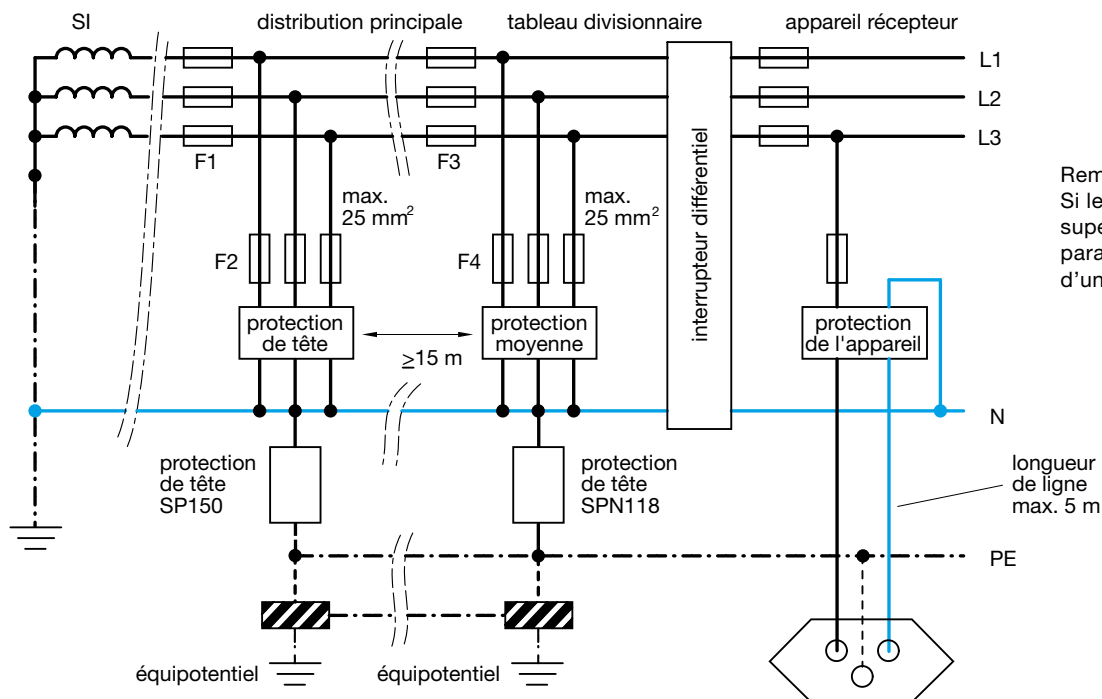 SI
distribution principale
tableau divisionnaire
appareil récepteur
L1
L2
L3
F1
F3
max.
25 mm²
max.
25 mm²
F2
F4
interrupteur différentiel
Rem
Si le
supe
para
d'un
protection
de tête
≥15 m
protection
moyenne
protection
de l'appareil
N
protection
de tête
SP150
protection
de tête
SPN118
longueur
de ligne
max. 5 m
PE
équipotentiel
équipotentiel